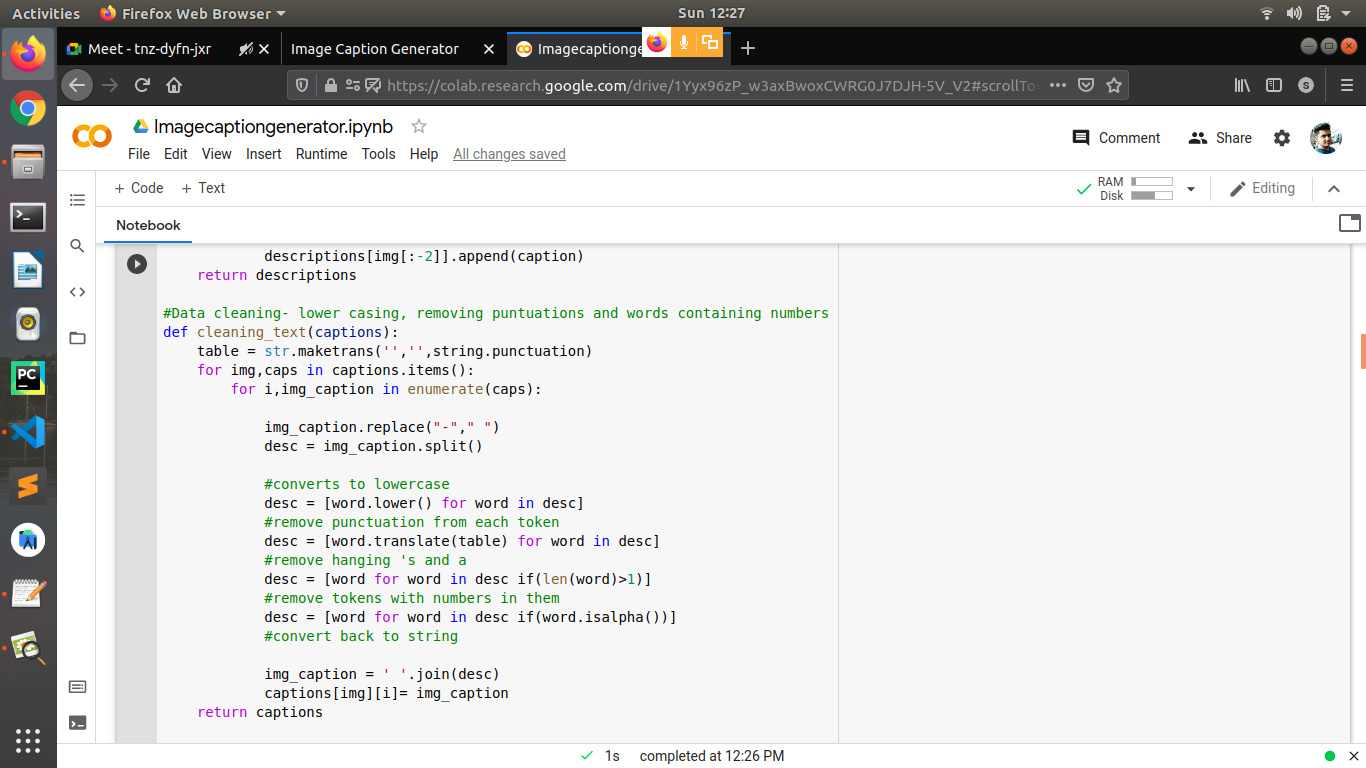 Activities Firefox Web Browser Sun 12:27
Meet - tnz-dyfn-jxr Image Caption Generator Imagecaptionge
https://colab.research.google.com/drive/1Yyx96zP_w3axBwoxCWRG0J7DJH-5V_V2#scrollTo S
Imagecaptiongenerator.ipynb
Comment Share
File Edit View Insert Runtime Tools Help All changes saved
+ Code + Text RAM Disk Editing
Notebook
descriptions[img[:-2]].append(caption)
return descriptions
#Data cleaning- lower casing, removing puntuations and words containing numbers
def cleaning_text(captions):
table = str.maketrans('','',string.punctuation)
for img,caps in captions.items():
for i,img_caption in enumerate(caps):
img_caption.replace("-"," ")
desc = img_caption.split()
#converts to lowercase
desc = [word.lower() for word in desc]
#remove punctuation from each token
desc = [word.translate(table) for word in desc]
#remove hanging 's and a
desc = [word for word in desc if(len(word)>1)]
#remove tokens with numbers in them
desc = [word for word in desc if(word.isalpha())]
#convert back to string
img_caption = ' '.join(desc)
captions[img][i]= img_caption
return captions
PC
1s completed at 12:26 PM